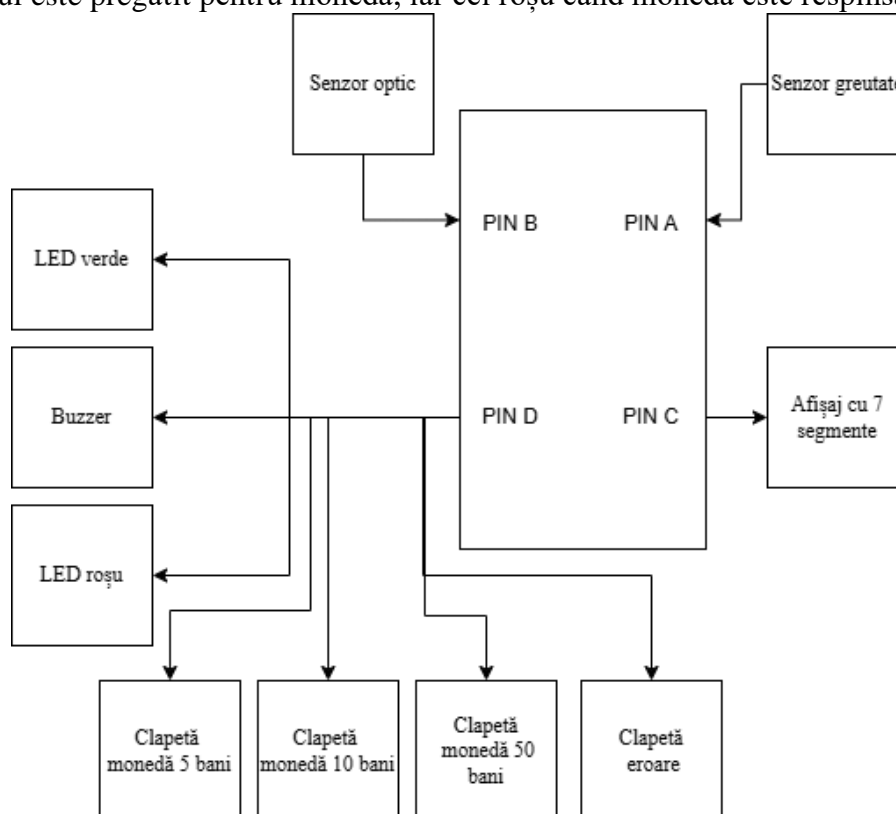 este pregătit pentru monedă, iar cel roșu când moneda este respinsă
Senzor optic
Senzor greutate
PIN B
PIN A
LED verde
Buzzer
PIN D
PIN C
Afișaj cu 7
segmente
LED roșu
Clapetă
monedă 5 bani
Clapetă
monedă 10 bani
Clapetă
monedă 50
bani
Clapetă
eroare